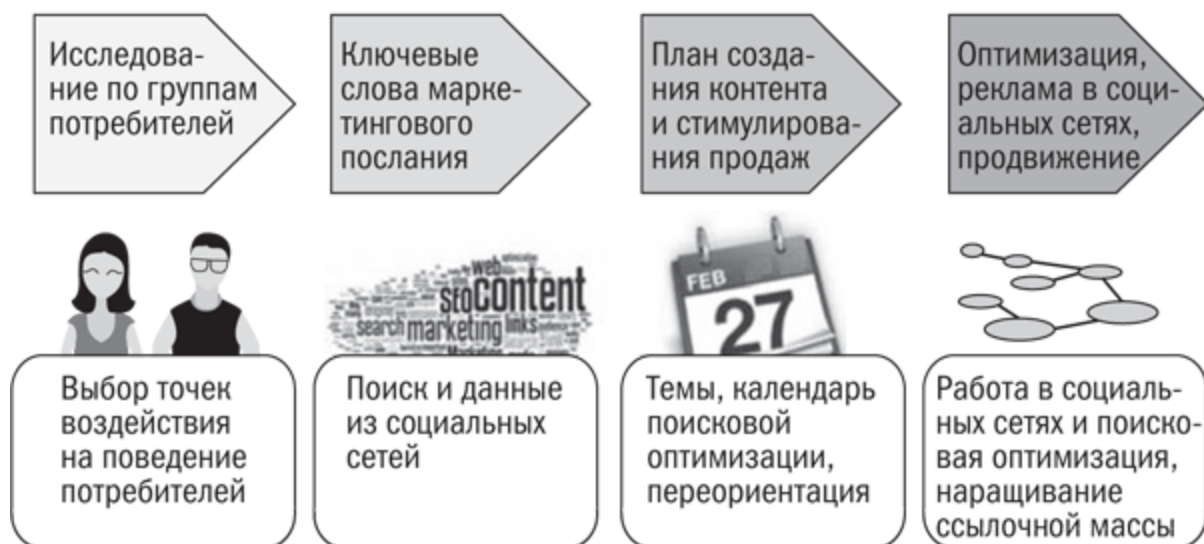 Исследова-
ние по группам
потребителей
Ключевые
слова марке-
тингового
послания
План созда-
ния контента
и стимулирова-
ния продаж
Оптимизация,
реклама в соци-
альных сетях,
продвижение
web
seo content
search marketing links
FEB
27
Выбор точек
воздействия
на поведение
потребителей
Поиск и данные
из социальных
сетей
Темы, календарь
поисковой
оптимизации,
переориентация
Работа в социаль-
ных сетях и поиско-
вая оптимизация,
наращивание
ссылочной массы